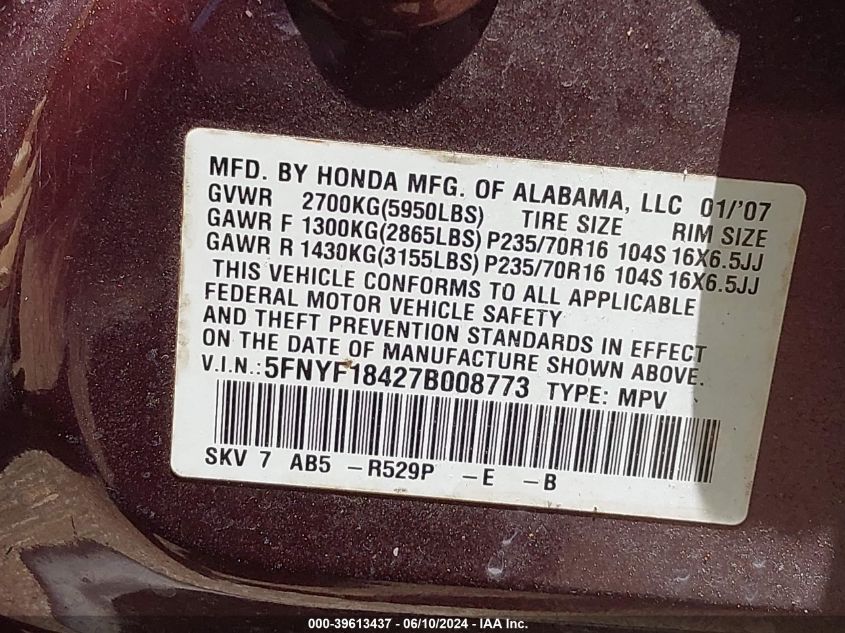 MFD. BY HONDA MFG. OF ALABAMA, LLC 01/'07
GVWR 2700KG(5950LBS) TIRE SIZE RIM SIZE
GAWR F 1300KG(2865LBS) P235/70R16 104S 16X6.5JJ
GAWR R 1430KG(3155LBS) P235/70R16 104S 16X6.5JJ
THIS VEHICLE CONFORMS TO ALL APPLICABLE
FEDERAL MOTOR VEHICLE SAFETY
AND THEFT PREVENTION STANDARDS IN EFFECT
ON THE DATE OF MANUFACTURE SHOWN ABOVE.
V.I.N.: 5FNYF18427B008773 TYPE: MPV
SKV 7 AB5 – R529P – E – B
000-39613437 - 06/10/2024 - IAA Inc.